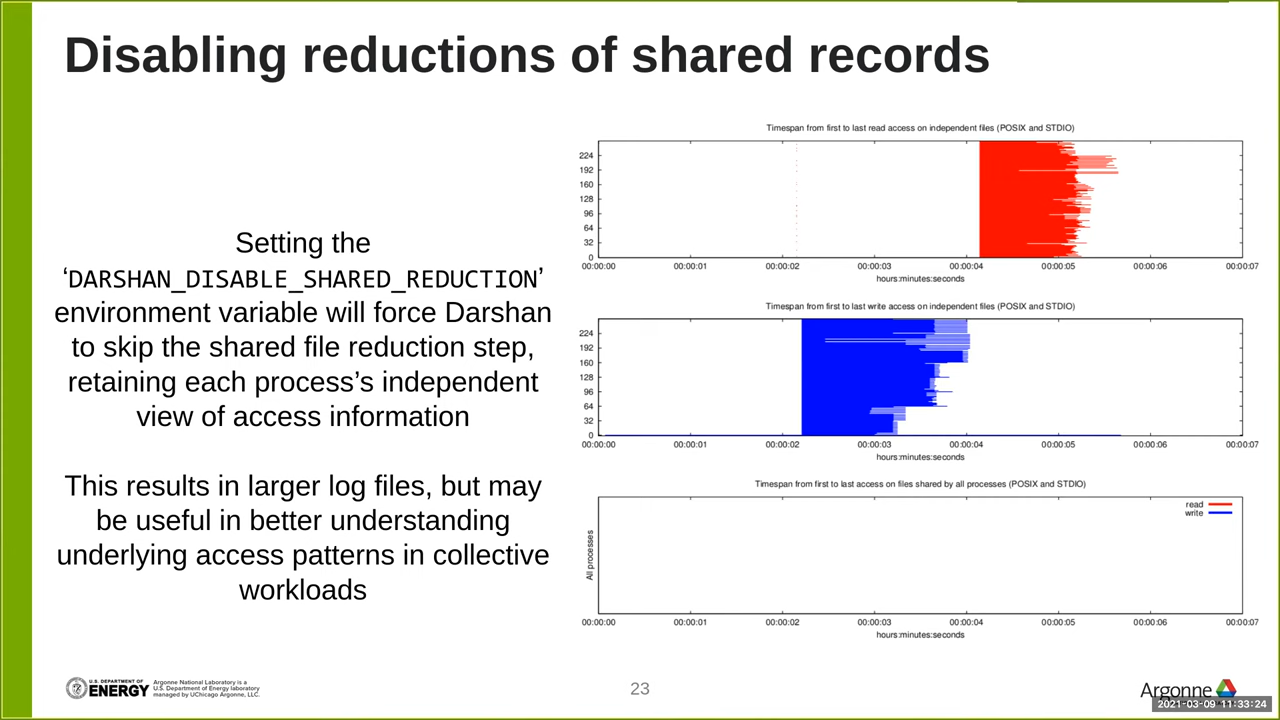 Disabling reductions of shared records
Setting the
‘DARSHAN_DISABLE_SHARED_REDUCTION’
environment variable will force Darshan
to skip the shared file reduction step,
retaining each process’s independent
view of access information
This results in larger log files, but may
be useful in better understanding
underlying access patterns in collective
workloads
Timespan from first to last read access on independent files (POSIX and STDIO)
224
192
160
128
96
64
32
0
00:00:00 00:00:01 00:00:02 00:00:03 00:00:04 00:00:05 00:00:06 00:00:07
hours:minutes:seconds
Timespan from first to last write access on independent files (POSIX and STDIO)
224
192
160
128
96
64
32
0
00:00:00 00:00:01 00:00:02 00:00:03 00:00:04 00:00:05 00:00:06 00:00:07
hours:minutes:seconds
Timespan from first to last access on files shared by all processes (POSIX and STDIO)
read
write
All processes
00:00:00 00:00:01 00:00:02 00:00:03 00:00:04 00:00:05 00:00:06 00:00:07
hours:minutes:seconds
U.S. DEPARTMENT OF
ENERGY
Argonne National Laboratory is a
U.S. Department of Energy laboratory
managed by UChicago Argonne, LLC.
23
Argonne
2021-03-09 11:33:24